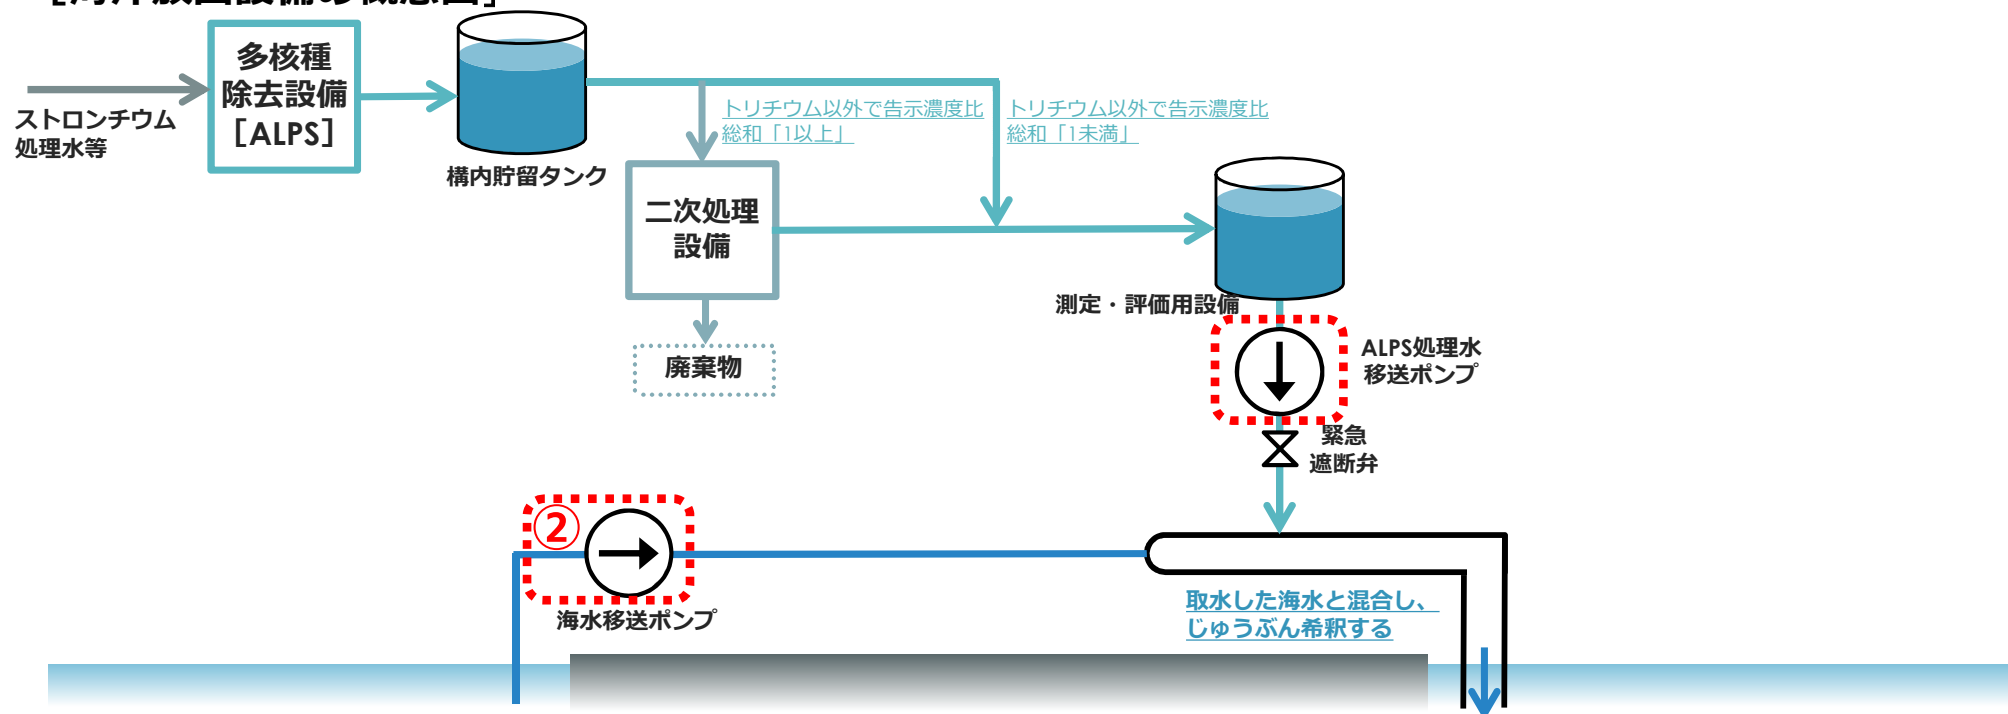 多核種
除去設備
［ALPS］
ストロンチウム
処理水等
構内貯留タンク
トリチウム以外で告示濃度比
総和「1以上」
トリチウム以外で告示濃度比
総和「1未満」
二次処理
設備
廃棄物
測定・評価用設備
ALPS処理水
移送ポンプ
緊急
遮断弁
②
海水移送ポンプ
取水した海水と混合し、
じゅうぶん希釈する